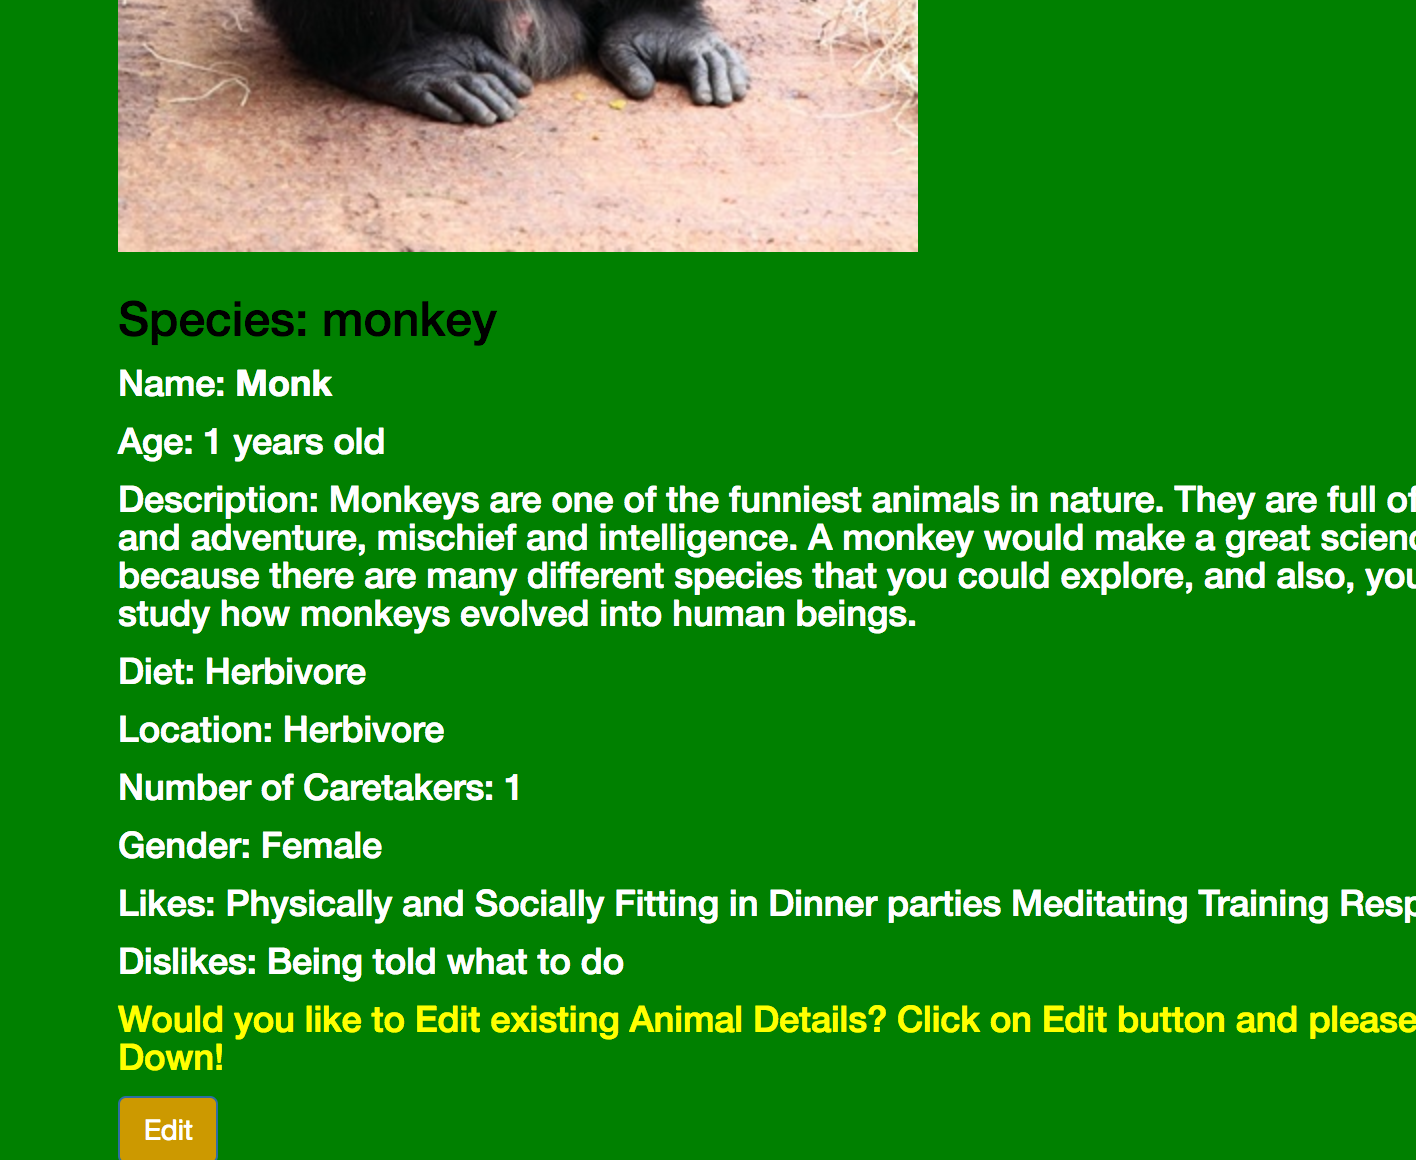 Species: monkey
Name: Monk
Age: 1 years old
Description: Monkeys are one of the funniest animals in nature. They are full of
and adventure, mischief and intelligence. A monkey would make a great
because there are many different species that you could explore, and also, you
study how monkeys evolved into human beings.
Diet: Herbivore
Location: Herbivore
Number of Caretakers: 1
Gender: Female
Likes: Physically and Socially Fitting in Dinner parties Meditating Training
Dislikes: Being told what to do
Would you like to Edit existing Animal Details? Click on Edit button and please
Down!
Edit